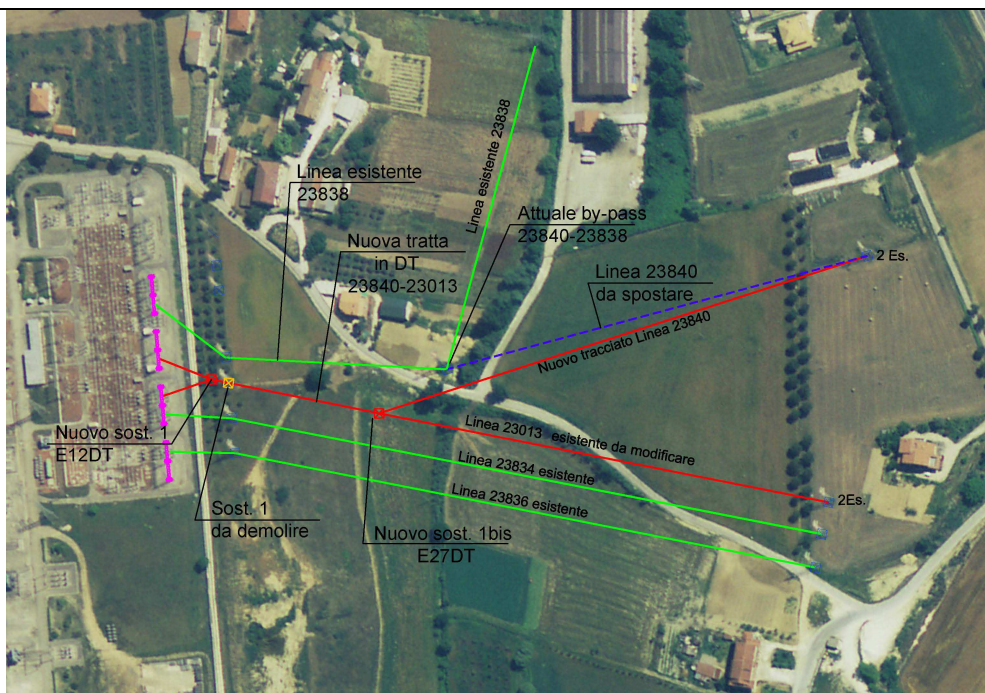 Linea esistente 23838
Linea esistente
23838
Attuale by-pass
23840-23838
Nuova tratta
in DT
23840-23013
2 Es.
Linea 23840
da spostare
Nuovo tracciato Linea 23840
Nuovo sost. 1
E12DT
Linea 23013 esistente da modificare
Linea 23834 esistente
Linea 23836 esistente
2Es.
Sost. 1
da demolire
Nuovo sost. 1bis
E27DT